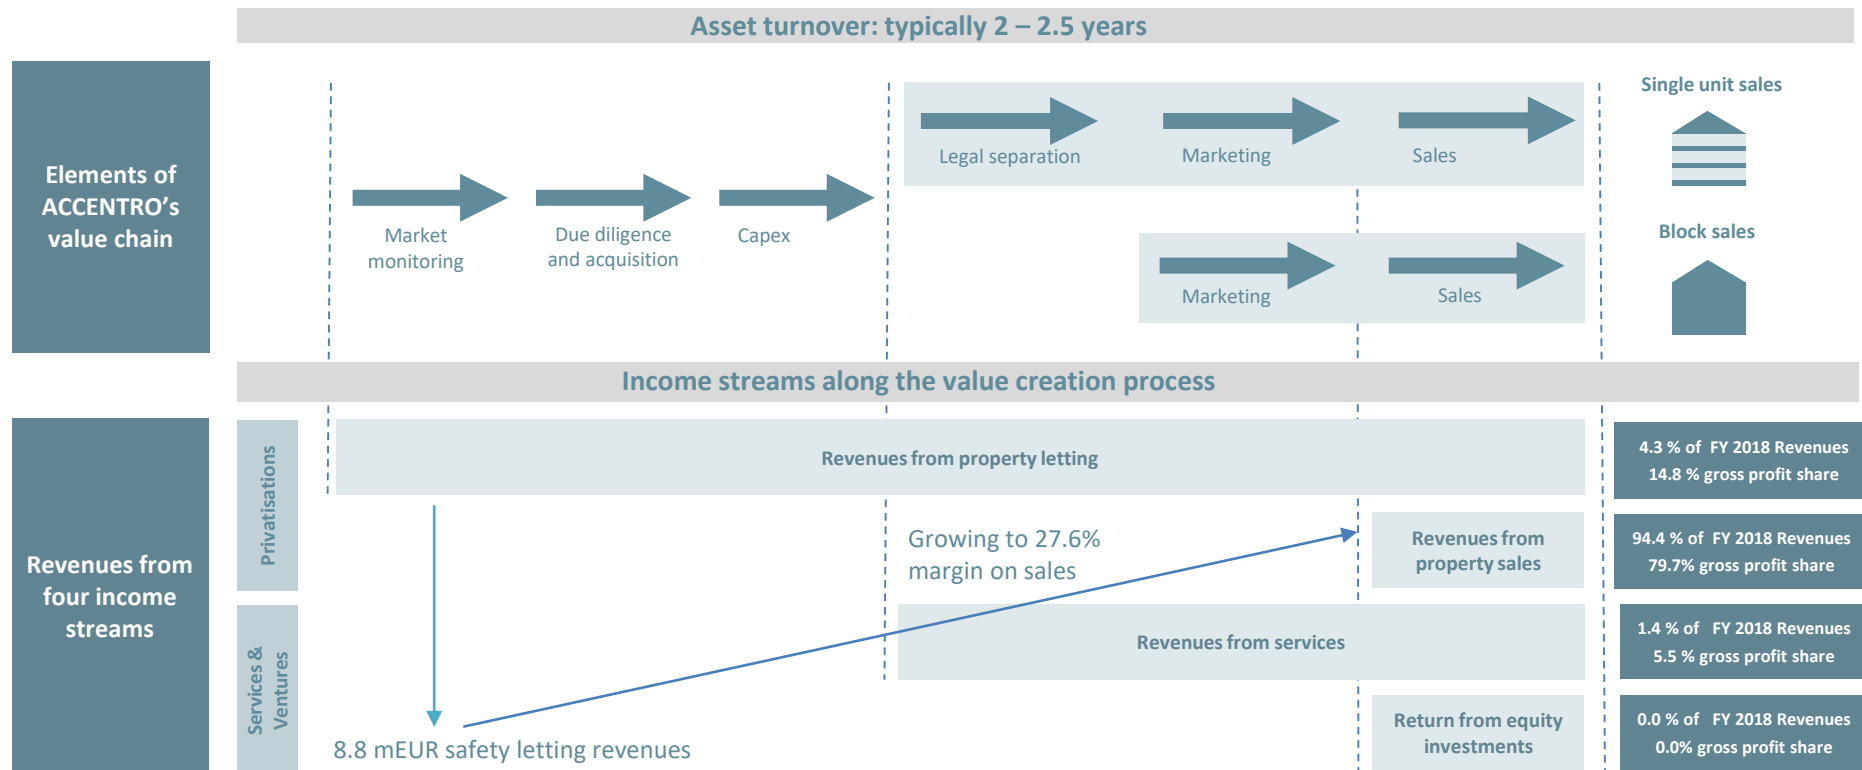 Asset turnover: typically 2 – 2.5 years
Elements of
ACCENTRO’s
value chain
Market
monitoring
Due diligence
and acquisition
Capex
Legal separation
Marketing
Sales
Single unit sales
Marketing
Sales
Block sales
Income streams along the value creation process
Revenues from
four income
streams
Privatisations
Revenues from property letting
4.3 % of FY 2018 Revenues
14.8 % gross profit share
Growing to 27.6%
margin on sales
Revenues from
property sales
94.4 % of FY 2018 Revenues
79.7% gross profit share
Services &
Ventures
Revenues from services
1.4 % of FY 2018 Revenues
5.5 % gross profit share
8.8 mEUR safety letting revenues
Return from equity
investments
0.0 % of FY 2018 Revenues
0.0% gross profit share